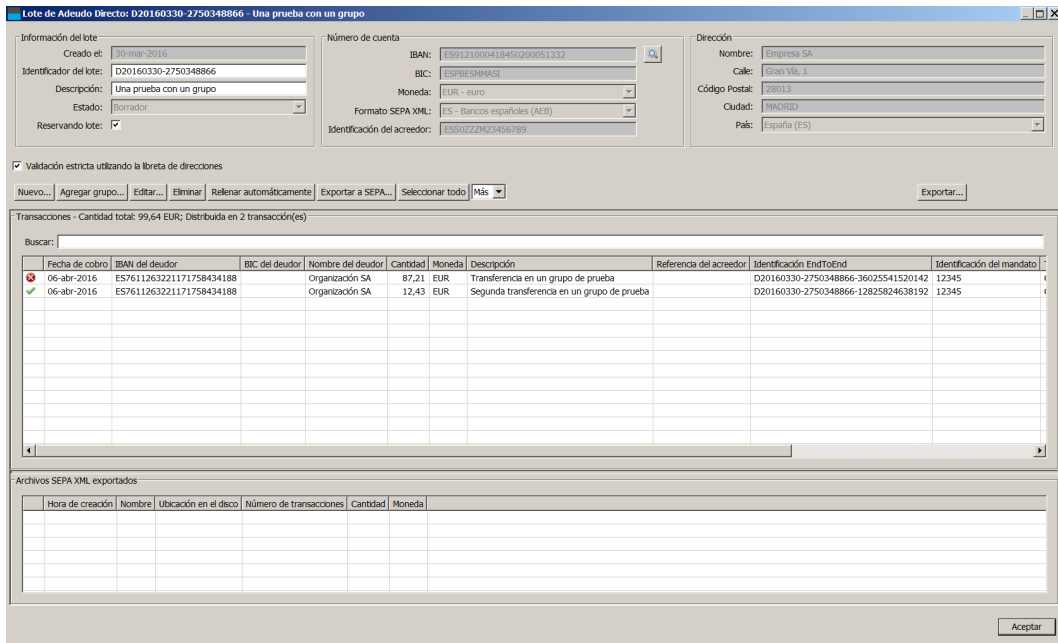 Lote de Adeudo Directo: D20160330-2750348866 - Una prueba con un grupo
Información del lote
Creado el: 30-mar-2016
Identificador del lote: D20160330-2750348866
Descripción: Una prueba con un grupo
Estado: Borrador
Reservando lote:
Número de cuenta
IBAN: ES9121000418450200051332
BIC: ESPBESMMASI
Moneda: EUR - euro
Formato SEPA XML: ES - Bancos españoles (AEB)
Identificación del acreedor: ES50ZZZM23456789
Dirección
Nombre: Empresa SA
Calle: Gran Vía, 1
Código Postal: 28013
Ciudad: MADRID
País: España (ES)
Validación estricta utilizando la libreta de direcciones
Nuevo... Agregar grupo... Editar... Eliminar Rellenar automáticamente Exportar a SEPA... Seleccionar todo Más Exportar...
Transacciones - Cantidad total: 99,64 EUR; Distribuida en 2 transacción(es)
Buscar:
Fecha de cobro IBAN del deudor BIC del deudor Nombre del deudor Cantidad Moneda Descripción Referencia del acreedor Identificación EndToEnd Identificación del mandato
06-abr-2016 ES7611263221171758434188 Organización SA 87,21 EUR Transferencia en un grupo de prueba D20160330-2750348866-36025541520142 12345
06-abr-2016 ES7611263221171758434188 Organización SA 12,43 EUR Segunda transferencia en un grupo de prueba D20160330-2750348866-12825824638192 12345
Archivos SEPA XML exportados
Hora de creación Nombre Ubicación en el disco Número de transacciones Cantidad Moneda
Aceptar